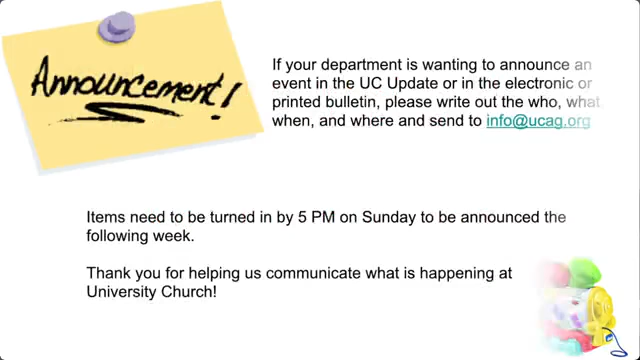 Announcement!
If your department is wanting to announce an
event in the UC Update or in the electronic or
printed bulletin, please write out the who, what,
when, and where and send to info@ucag.org
Items need to be turned in by 5 PM on Sunday to be announced the
following week.
Thank you for helping us communicate what is happening at
University Church!